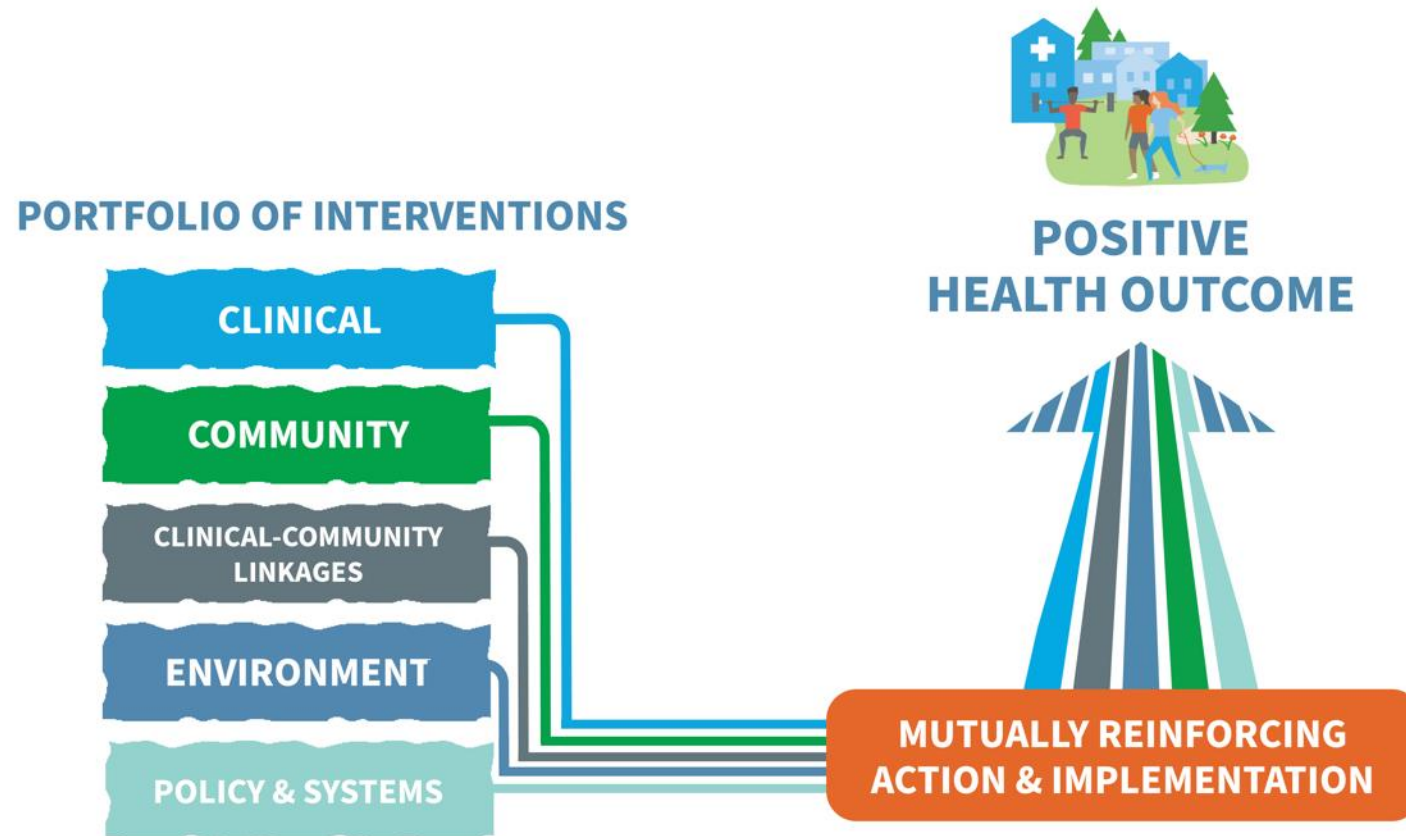 PORTFOLIO OF INTERVENTIONS
CLINICAL
COMMUNITY
CLINICAL-COMMUNITY
LINKAGES
ENVIRONMENT
POLICY & SYSTEMS
POSITIVE
HEALTH OUTCOME
MUTUALLY REINFORCING
ACTION & IMPLEMENTATION